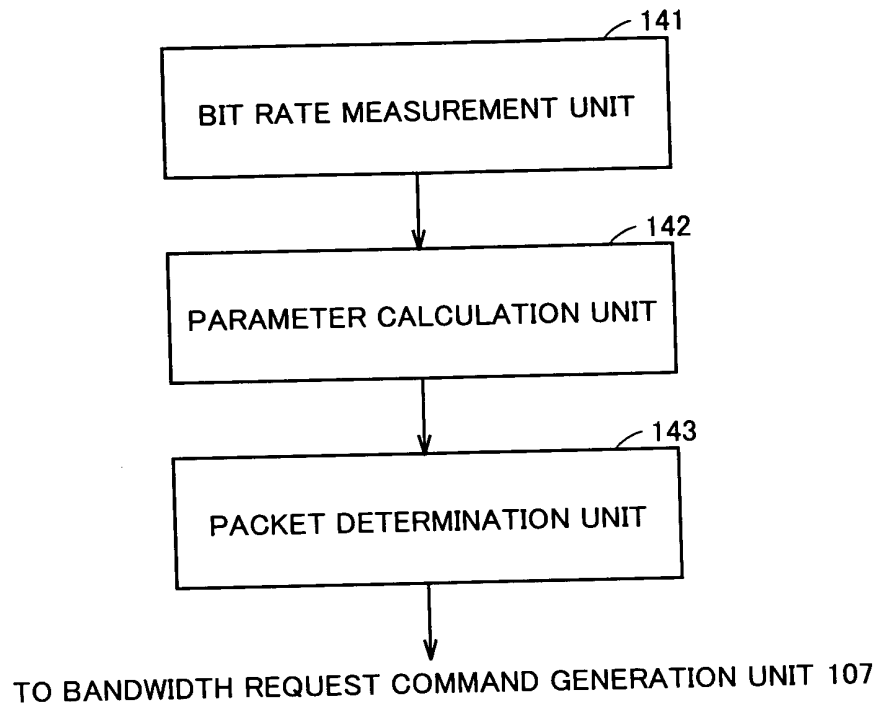 141
BIT RATE MEASUREMENT UNIT
142
PARAMETER CALCULATION UNIT
143
PACKET DETERMINATION UNIT
TO BANDWIDTH REQUEST COMMAND GENERATION UNIT 107